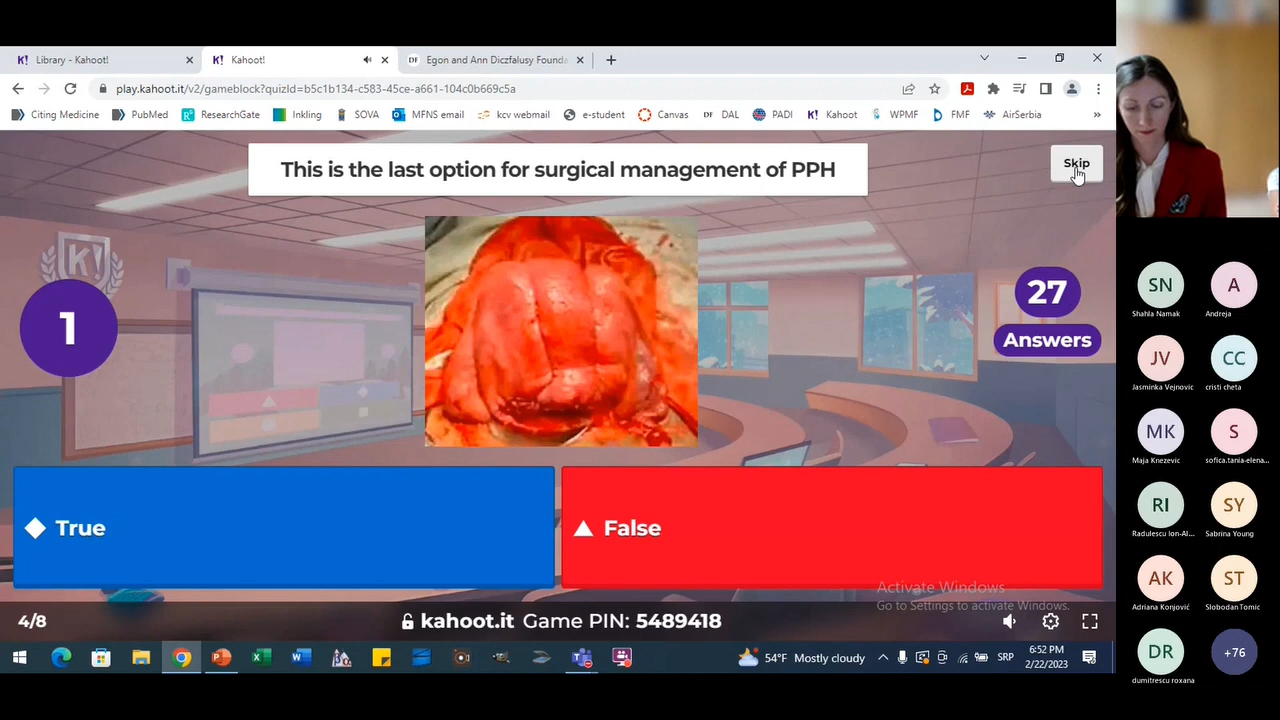 K! Library - Kahoot!
K! Kahoot!
DF Egon and Ann Diczfalusy Founda
play.kahoot.it/v2/gameblock?quizId=b5c1b134-c583-45ce-a661-104c0b669c5a
Citing Medicine PubMed ResearchGate Inkling SOVA MFNS email kcv webmail e-student Canvas DF DAL PADI K! Kahoot WPMF FMF AirSerbia »
This is the last option for surgical management of PPH
Skip
K!
1
27
Answers
True
False
Activate Windows
Go to Settings to activate Windows.
4/8
kahoot.it Game PIN: 5489418
54°F Mostly cloudy
SRP
6:52 PM
2/22/2023
SN
Shahla Namak
A
Andreja
JV
Jasminka Vejnovic
CC
cristi cheta
MK
Maja Knezevic
S
sofica.tania-elena...
RI
Radulescu Ion-Al...
SY
Sabrina Young
AK
Adriana Konjović
ST
Slobodan Tomic
DR
dumitrescu roxana
+76